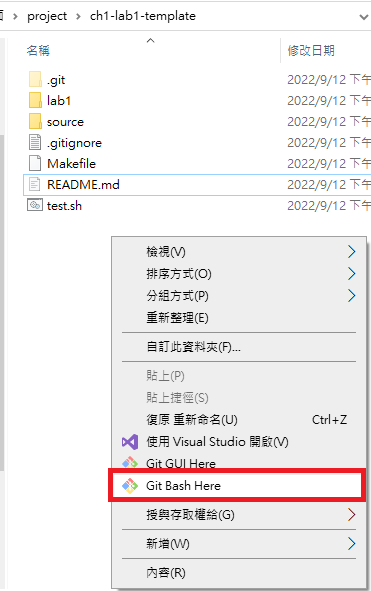 project > ch1-lab1-template
名稱 修改日期
.git 2022/9/12 下午
lab1 2022/9/12 下午
source 2022/9/12 下午
.gitignore 2022/9/12 下午
Makefile 2022/9/12 下午
README.md 2022/9/12 下午
test.sh 2022/9/12 下午
檢視(V)
排序方式(O)
分組方式(P)
重新整理(E)
自訂此資料夾(F)...
貼上(P)
貼上捷徑(S)
復原 重新命名(U) Ctrl+Z
使用 Visual Studio 開啟(V)
Git GUI Here
Git Bash Here
授與存取權給(G)
新增(W)
內容(R)